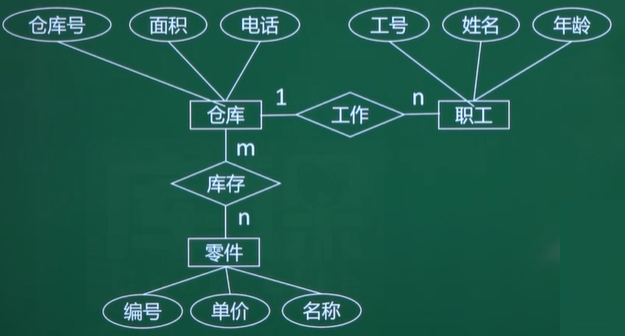 仓库号 面积 电话 工号 姓名 年龄
仓库 1 工作 n 职工
m
库存
n
零件
编号 单价 名称